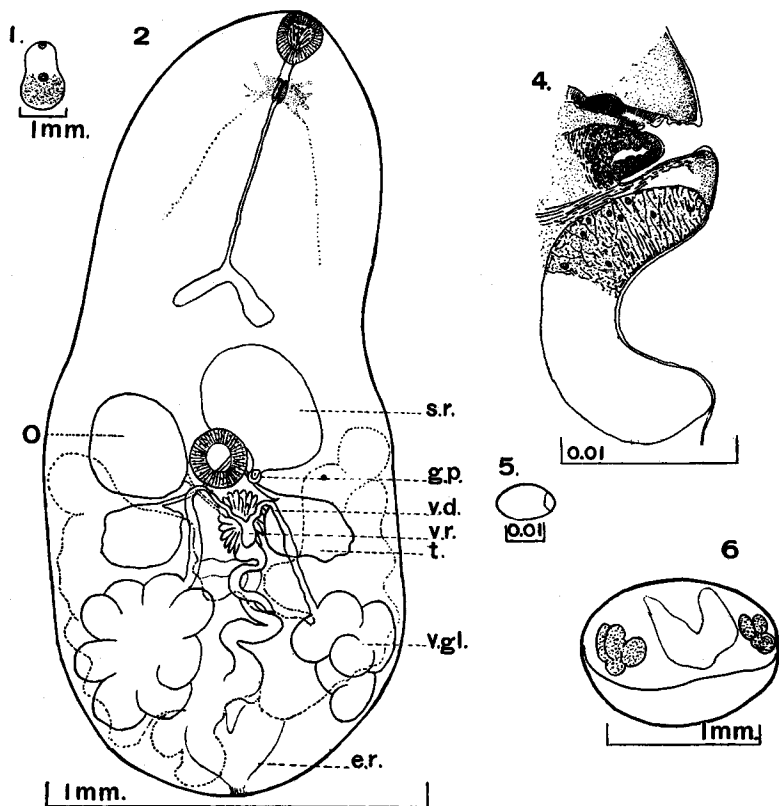 1.
2
4.
1mm.
s.r.
O
g.p.
v.d.
v.r.
t.
0.01
5.
0.01
v.gl.
6
1mm.
e.r.
1mm.